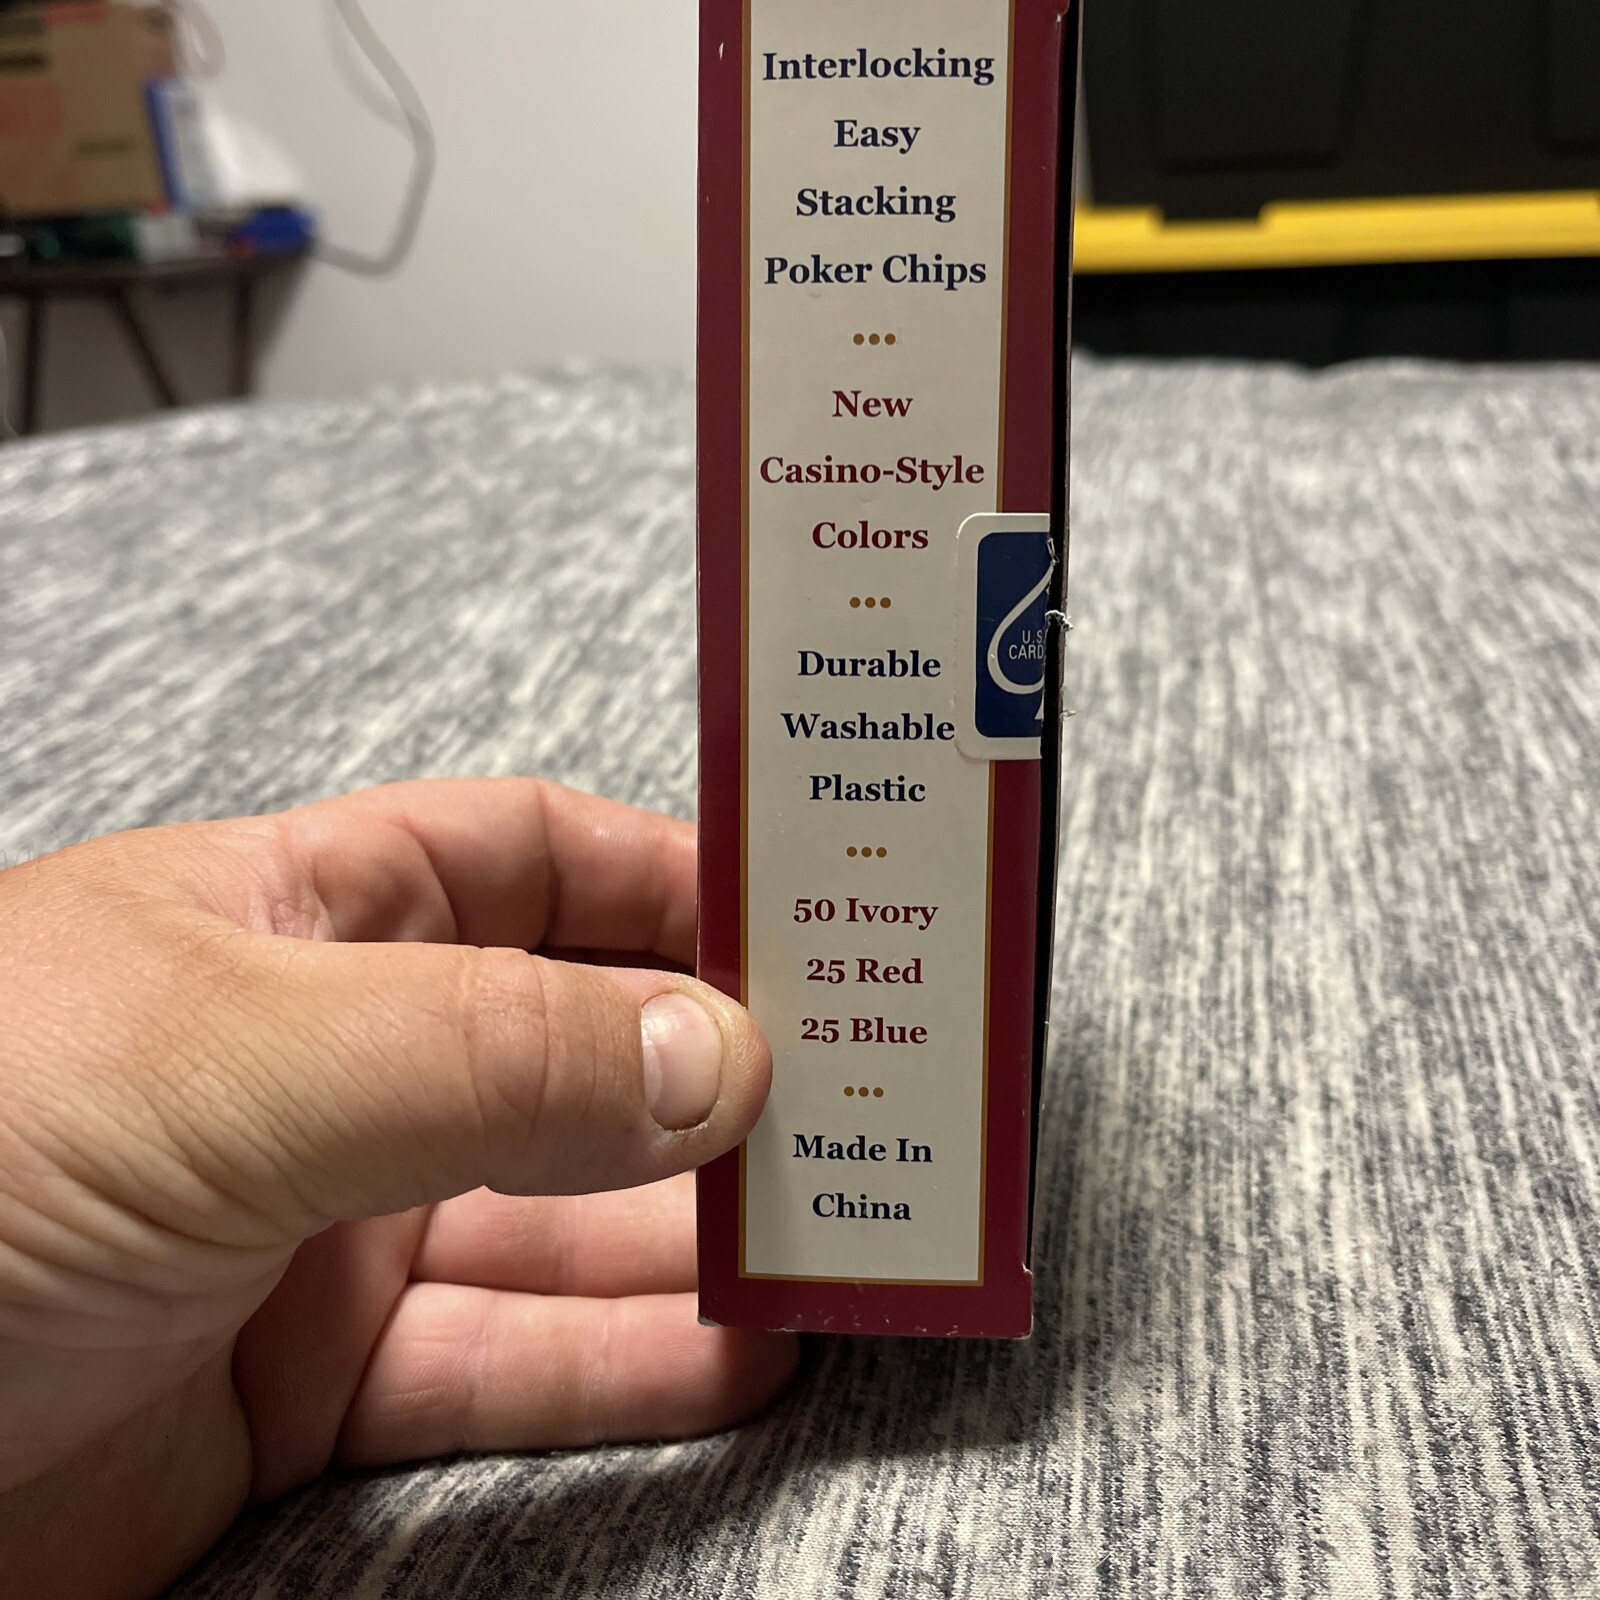 Interlocking
Easy
Stacking
Poker Chips
New
Casino-Style
Colors
U.S.
CARD
Durable
Washable
Plastic
50 Ivory
25 Red
25 Blue
Made In
China